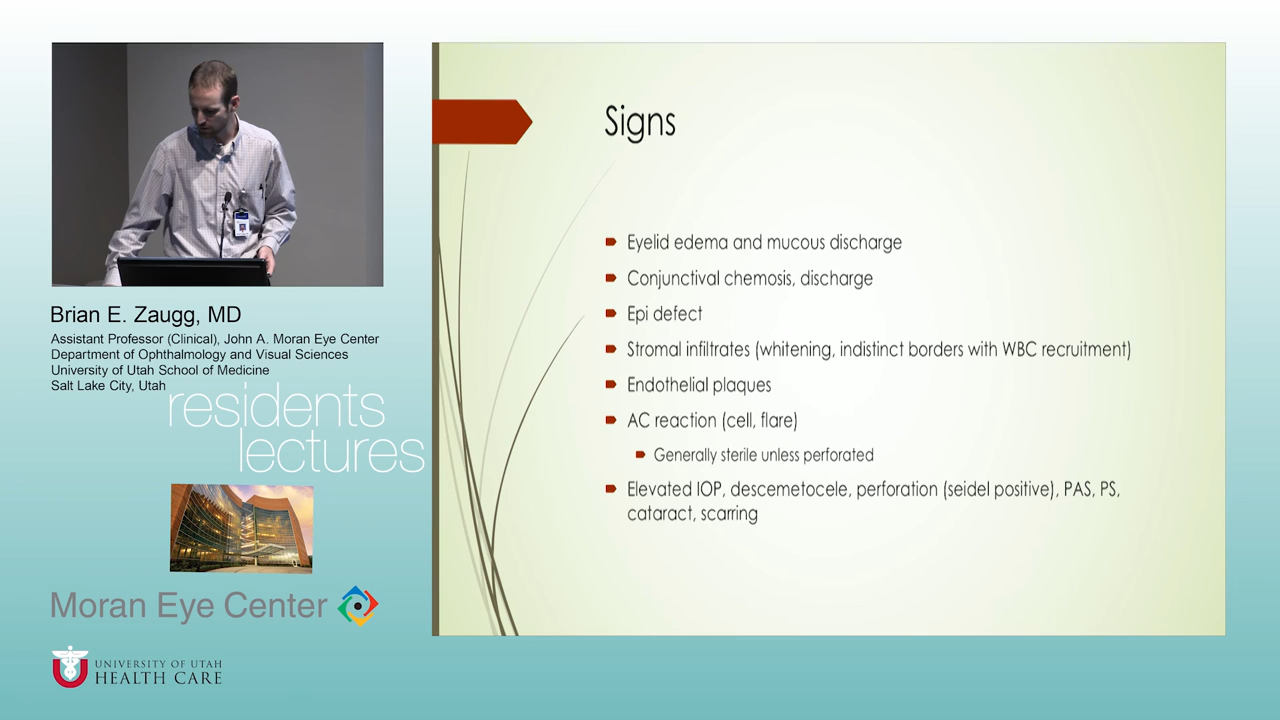 Brian E. Zaugg, MD
Assistant Professor (Clinical), John A. Moran Eye Center
Department of Ophthalmology and Visual Sciences
University of Utah School of Medicine
Salt Lake City, Utah
residents
lectures
Moran Eye Center
UNIVERSITY OF UTAH
HEALTH CARE
Signs
Eyelid edema and mucous discharge
Conjunctival chemosis, discharge
Epi defect
Stromal infiltrates (whitening, indistinct borders with WBC recruitment)
Endothelial plaques
AC reaction (cell, flare)
Generally sterile unless perforated
Elevated IOP, descemetocele, perforation (seidel positive), PAS, PS,
cataract, scarring